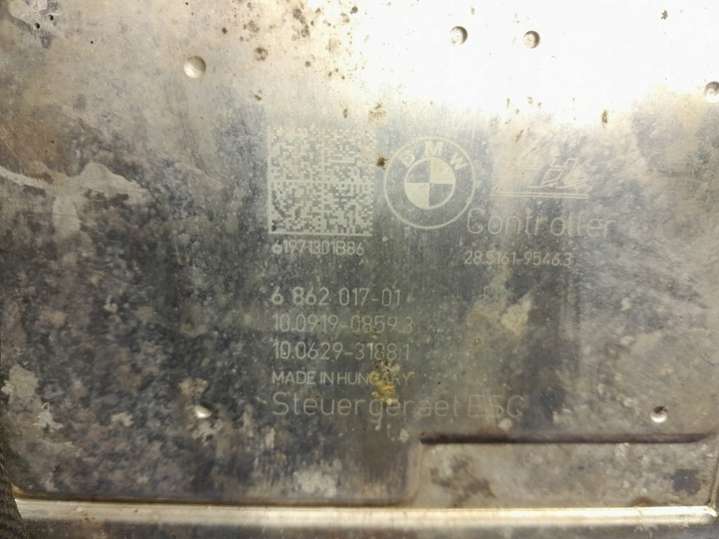 BMW
Controller
61971301B86
28.5161-9546.3
6 862 017-01
10.0919-0859.3
10.0629-3188.1
MADE IN HUNGARY
Steuergeraet ESC